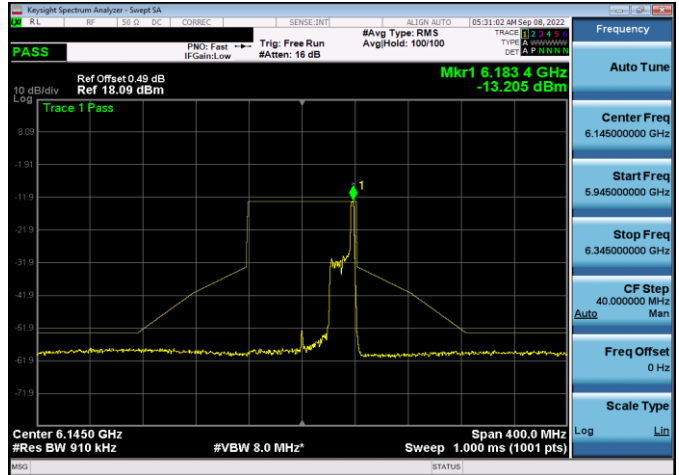 Keysight Spectrum Analyzer - Swept SA
RL RF 50 Ω DC CORREC SENSE:INT ALIGN AUTO 05:31:02 AM Sep 08, 2022
PASS
PNO: Fast
IFGain:Low
Trig: Free Run
#Atten: 16 dB
#Avg Type: RMS
Avg|Hold: 100/100
TRACE 1 2 3 4 5 6
TYPE A WWWWW
DET A P N N N N
Ref Offset 0.49 dB
10 dB/div Ref 18.09 dBm
Log
Mkr1 6.183 4 GHz
-13.205 dBm
Trace 1 Pass
1
8.09
-1.91
-11.9
-21.9
-31.9
-41.9
-51.9
-61.9
-71.9
Center 6.1450 GHz Span 400.0 MHz
#Res BW 910 kHz #VBW 8.0 MHz* Sweep 1.000 ms (1001 pts)
MSG STATUS
Frequency
Auto Tune
Center Freq
6.145000000 GHz
Start Freq
5.945000000 GHz
Stop Freq
6.345000000 GHz
CF Step
40.000000 MHz
Auto Man
Freq Offset
0 Hz
Scale Type
Log Lin